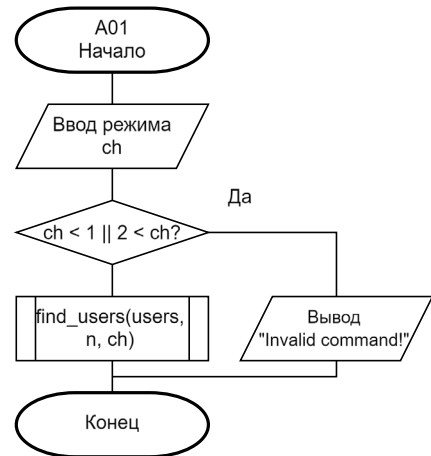 A01
Начало
Ввод режима
ch
Да
ch < 1 || 2 < ch?
find_users(users,
n, ch)
Вывод
"Invalid command!"
Конец